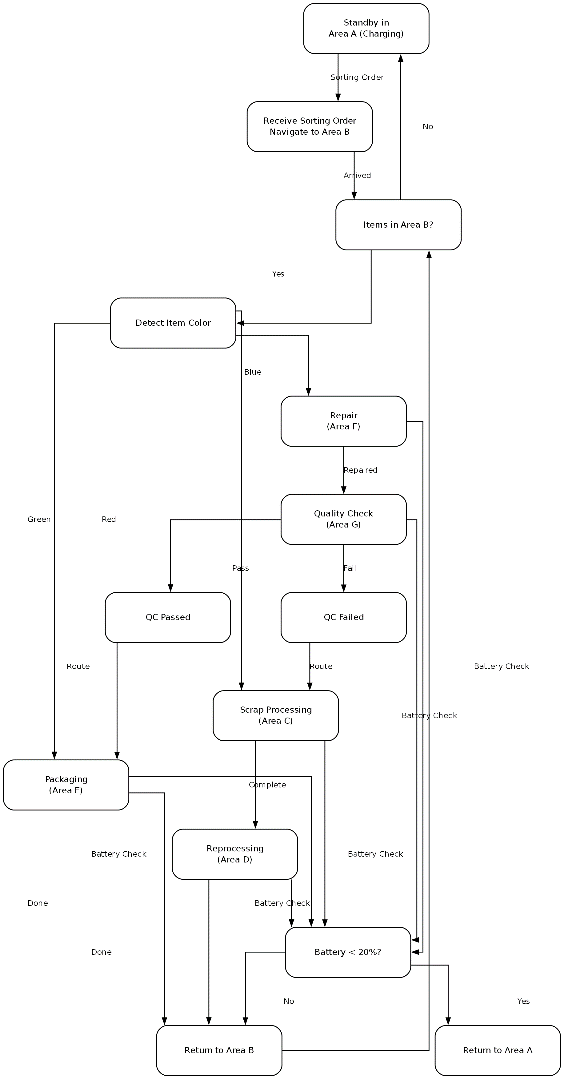 Standby in
Area A (Charging)
Sorting Order
Receive Sorting Order
Navigate to Area B
No
Arrived
Items in Area B?
Yes
Detect Item Color
Blue
Repair
(Area F)
Repaired
Quality Check
(Area G)
Green
Red
Pass
Fail
QC Passed
QC Failed
Route
Route
Battery Check
Scrap Processing
(Area C)
Battery Check
Packaging
(Area E)
Complete
Reprocessing
(Area D)
Battery Check
Battery Check
Done
Battery Check
Done
Battery < 20%?
No
Yes
Return to Area B
Return to Area A